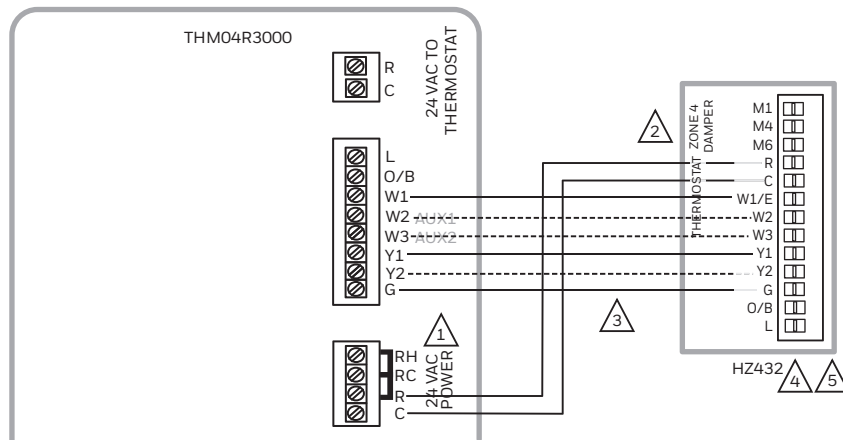 THM04R3000
24 VAC TO
THERMOSTAT
R
C
L
O/B
W1
W2 AUX1
W3 AUX2
Y1
Y2
G
1
24 VAC
POWER
RH
RC
R
C
2
3
THERMOSTAT ZONE 4
DAMPER
M1
M4
M6
R
C
W1/E
W2
W3
Y1
Y2
G
O/B
L
HZ432
4
5